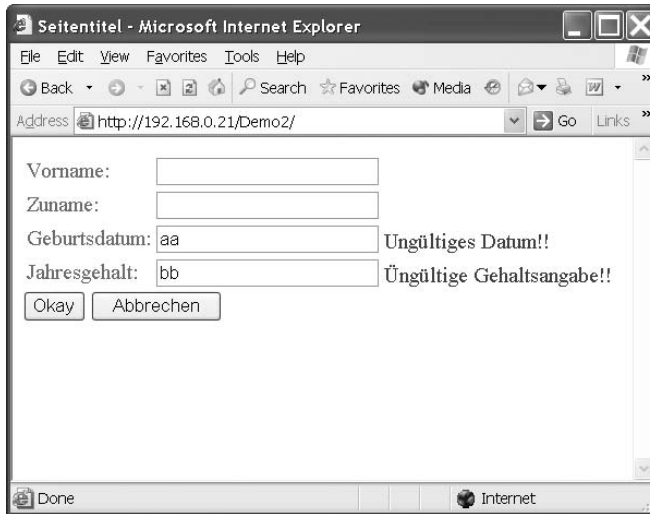 Seitentitel - Microsoft Internet Explorer
File Edit View Favorites Tools Help
Back Search Favorites Media »
Address http://192.168.0.21/Demo2/ Go Links »
Vorname:
Zuname:
Geburtsdatum: aa Ungültiges Datum!!
Jahresgehalt: bb Üngültige Gehaltsangabe!!
Okay Abbrechen
Done Internet